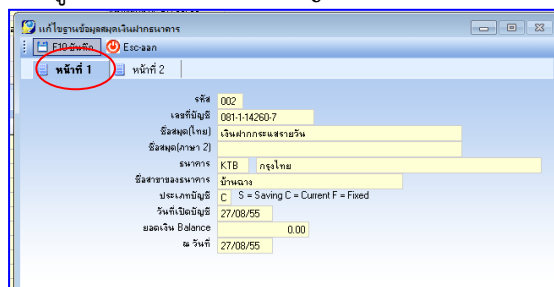 แก้ไขฐานข้อมูลสมุดเงินฝากธนาคาร
F10-บันทึก Esc-ออก
หน้าที่ 1 หน้าที่ 2
รหัส 002
เลขที่บัญชี 081-1-14260-7
ชื่อสมุด(ไทย) เงินฝากกระแสรายวัน
ชื่อสมุด(ภาษา 2)
ธนาคาร KTB กรุงไทย
ชื่อสาขาของธนาคาร บ้านฉาง
ประเภทบัญชี C S = Saving C = Current F = Fixed
วันที่เปิดบัญชี 27/08/55
ยอดเงิน Balance 0.00
ณ วันที่ 27/08/55